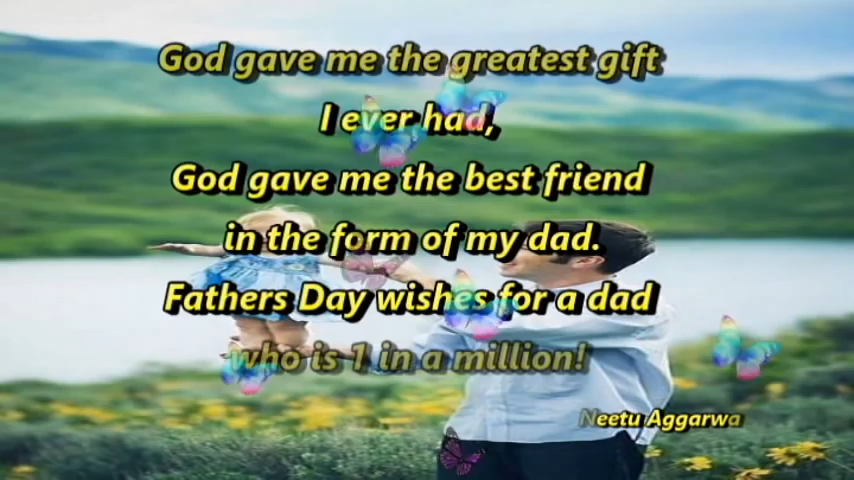 God gave me the greatest gift
I ever had,
God gave me the best friend
in the form of my dad.
Fathers Day wishes for a dad
who is 1 in a million!
Neetu Aggarwa